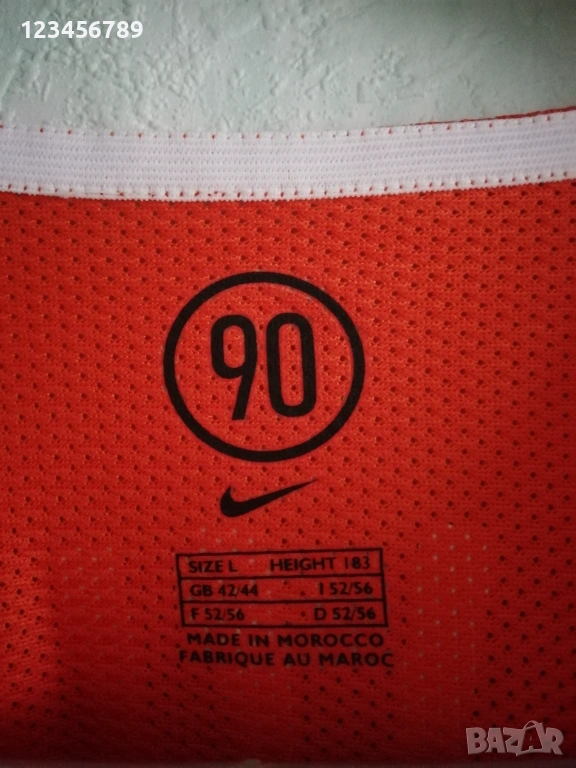 123456789
90
SIZE L HEIGHT 183
GB 42/44 I 52/56
F 52/56 D 52/56
MADE IN MOROCCO
FABRIQUE AU MAROC
BAZAR